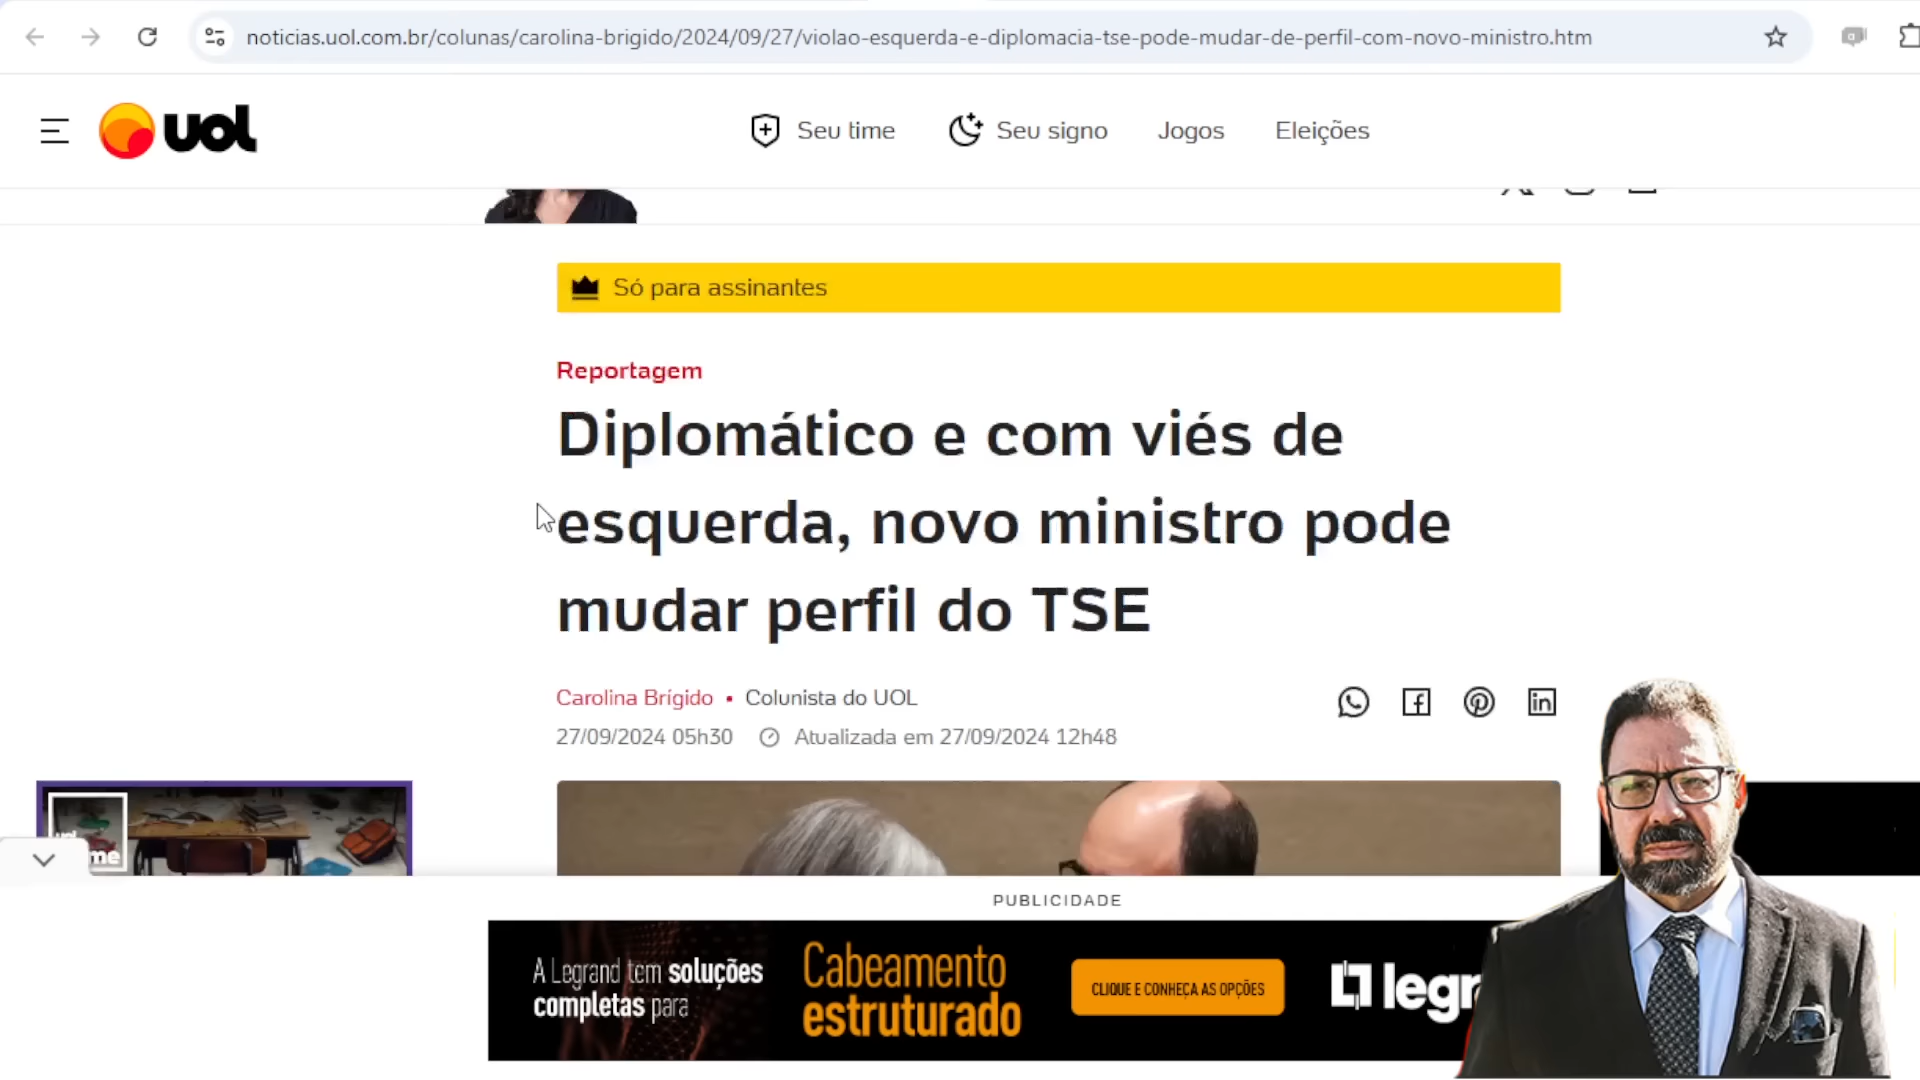 noticias.uol.com.br/colunas/carolina-brigido/2024/09/27/violao-esquerda-e-diplomacia-tse-pode-mudar-de-perfil-com-novo-ministro.htm
uol
Seu time
Seu signo
Jogos
Eleições
Só para assinantes
Reportagem
Diplomático e com viés de
esquerda, novo ministro pode
mudar perfil do TSE
Carolina Brígido • Colunista do UOL
27/09/2024 05h30 Atualizada em 27/09/2024 12h48
PUBLICIDADE
A Legrand tem soluções
completas para
Cabeamento
estruturado
CLIQUE E CONHEÇA AS OPÇÕES
legr